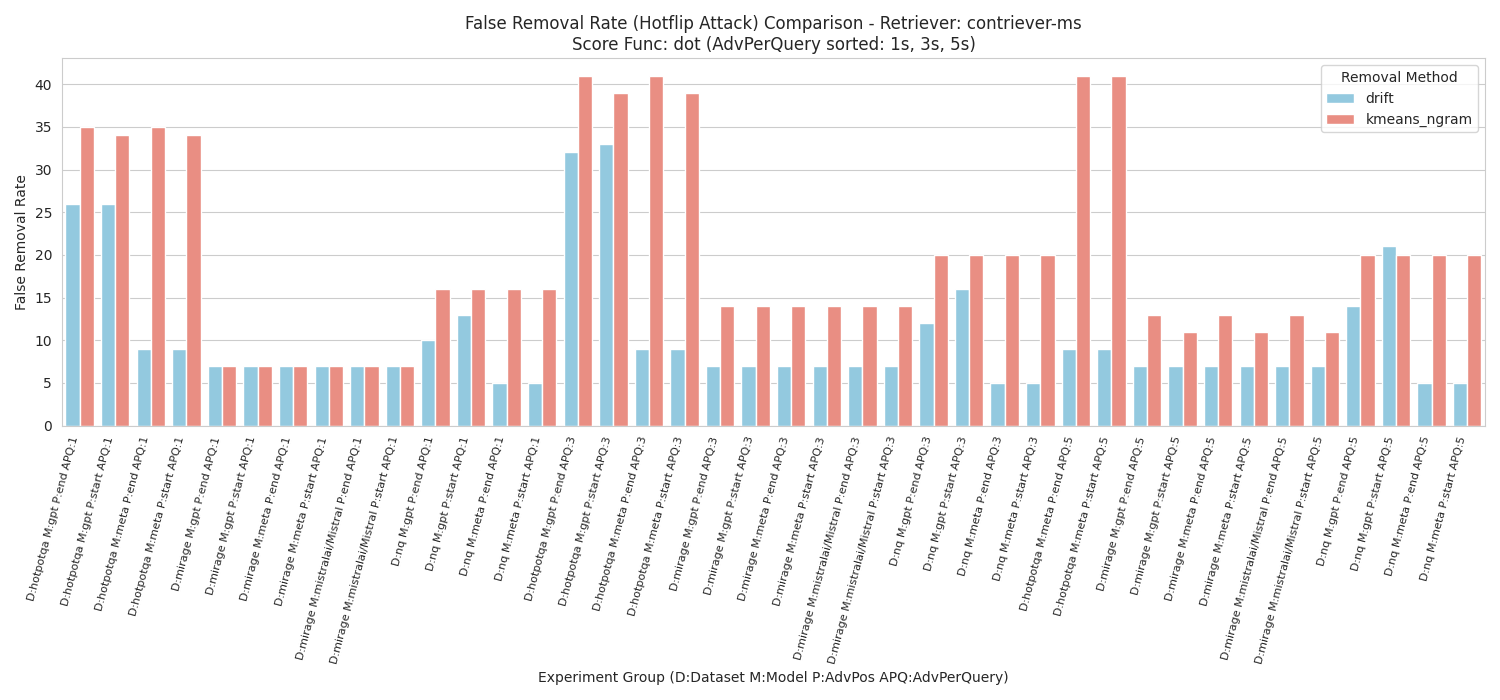 False Removal Rate (Hotflip Attack) Comparison - Retriever: contriever-ms
Score Func: dot (AdvPerQuery sorted: 1s, 3s, 5s)
Removal Method
drift
kmeans_ngram
False Removal Rate
40
35
30
25
20
15
10
5
0
D:hotpotqa M:gpt P:end APQ:1
D:hotpotqa M:gpt P:start APQ:1
D:hotpotqa M:meta P:end APQ:1
D:hotpotqa M:meta P:start APQ:1
D:mirage M:gpt P:end APQ:1
D:mirage M:gpt P:start APQ:1
D:mirage M:meta P:end APQ:1
D:mirage M:meta P:start APQ:1
D:mirage M:mistralai/Mistral P:end APQ:1
D:mirage M:mistralai/Mistral P:start APQ:1
D:nq M:gpt P:end APQ:1
D:nq M:gpt P:start APQ:1
D:nq M:meta P:end APQ:1
D:nq M:meta P:start APQ:1
D:hotpotqa M:gpt P:end APQ:3
D:hotpotqa M:gpt P:start APQ:3
D:hotpotqa M:meta P:end APQ:3
D:hotpotqa M:meta P:start APQ:3
D:mirage M:gpt P:end APQ:3
D:mirage M:gpt P:start APQ:3
D:mirage M:meta P:end APQ:3
D:mirage M:meta P:start APQ:3
D:mirage M:mistralai/Mistral P:end APQ:3
D:mirage M:mistralai/Mistral P:start APQ:3
D:nq M:gpt P:end APQ:3
D:nq M:gpt P:start APQ:3
D:nq M:meta P:end APQ:3
D:nq M:meta P:start APQ:3
D:hotpotqa M:meta P:end APQ:5
D:hotpotqa M:meta P:start APQ:5
D:mirage M:gpt P:end APQ:5
D:mirage M:gpt P:start APQ:5
D:mirage M:meta P:end APQ:5
D:mirage M:meta P:start APQ:5
D:mirage M:mistralai/Mistral P:end APQ:5
D:mirage M:mistralai/Mistral P:start APQ:5
D:nq M:gpt P:end APQ:5
D:nq M:gpt P:start APQ:5
D:nq M:meta P:end APQ:5
D:nq M:meta P:start APQ:5
Experiment Group (D:Dataset M:Model P:AdvPos APQ:AdvPerQuery)